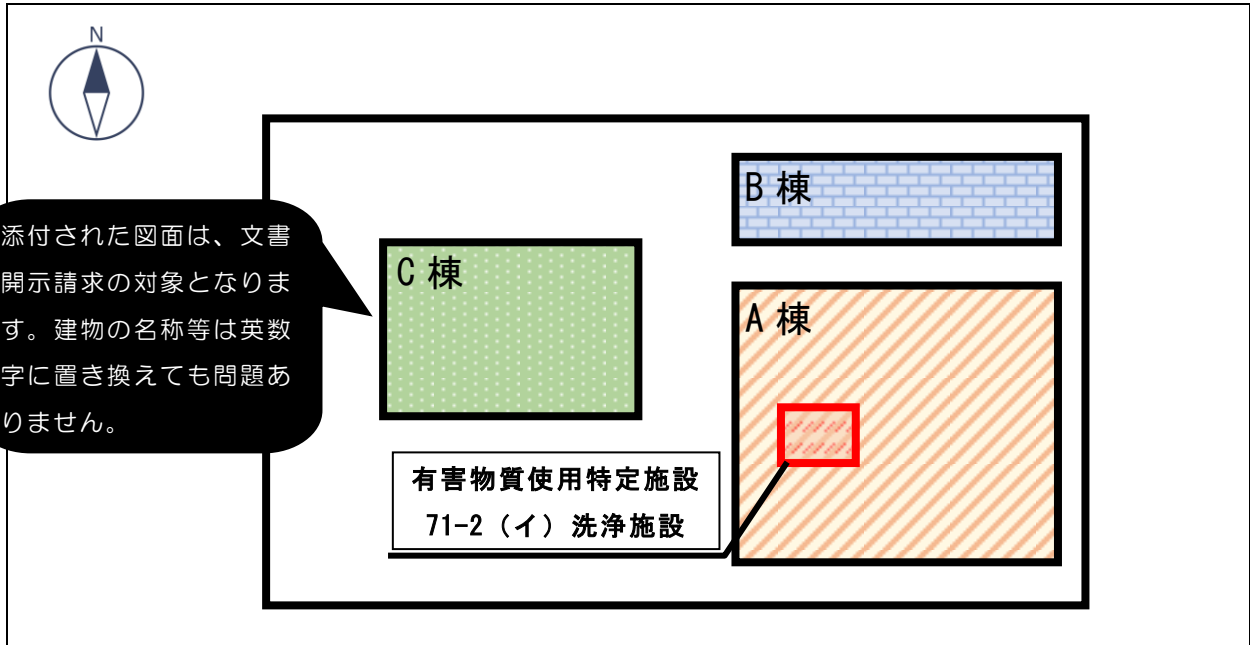 N
B 棟
添付された図面は、文書
開示請求の対象となりま
す。建物の名称等は英数
字に置き換えても問題あ
りません。
C 棟
A 棟
有害物質使用特定施設
71-2（イ）洗浄施設